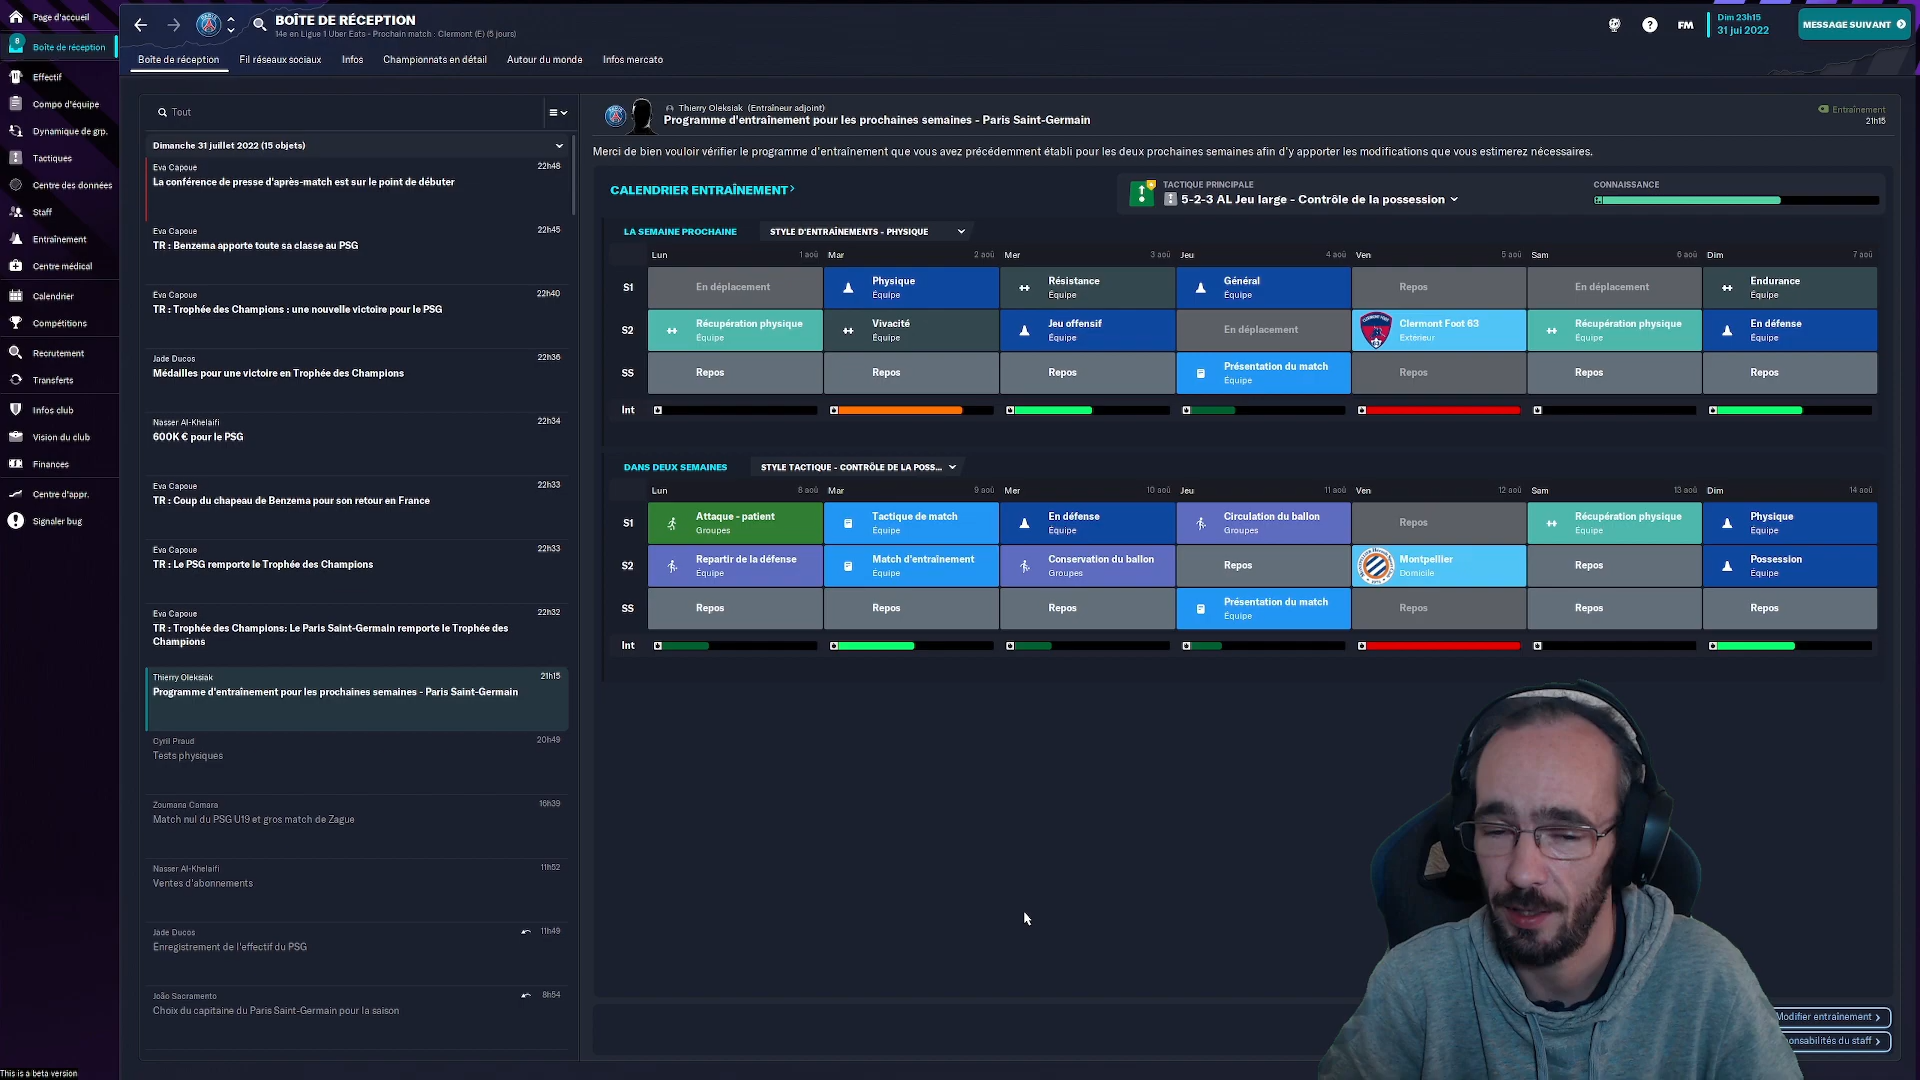 Page d'accueil
8
Boîte de réception
Effectif
Compo d'équipe
Dynamique de grp.
Tactiques
Centre des données
Staff
Entraînement
Centre médical
Calendrier
Compétitions
Recrutement
Transferts
Infos club
Vision du club
Finances
Centre d'appr.
Signaler bug
This is a beta version
BOÎTE DE RÉCEPTION
14e en Ligue 1 Uber Eats - Prochain match : Clermont (E) (5 jours)
FM
Dim 23h15
31 jui 2022
MESSAGE SUIVANT
Boîte de réception
Fil réseaux sociaux
Infos
Championnats en détail
Autour du monde
Infos mercato
Tout
Dimanche 31 juillet 2022 (15 objets)
Eva Capoue 22h48
La conférence de presse d'après-match est sur le point de débuter
Eva Capoue 22h45
TR : Benzema apporte toute sa classe au PSG
Eva Capoue 22h40
TR : Trophée des Champions : une nouvelle victoire pour le PSG
Jade Ducos 22h36
Médailles pour une victoire en Trophée des Champions
Nasser Al-Khelaifi 22h34
600K € pour le PSG
Eva Capoue 22h33
TR : Coup du chapeau de Benzema pour son retour en France
Eva Capoue 22h33
TR : Le PSG remporte le Trophée des Champions
Eva Capoue 22h32
TR : Trophée des Champions: Le Paris Saint-Germain remporte le Trophée des
Champions
Thierry Oleksiak 21h15
Programme d'entraînement pour les prochaines semaines - Paris Saint-Germain
Cyril Praud 20h49
Tests physiques
Zoumana Camara 16h39
Match nul du PSG U19 et gros match de Zague
Nasser Al-Khelaifi 11h52
Ventes d'abonnements
Jade Ducos 11h49
Enregistrement de l'effectif du PSG
João Sacramento 8h54
Choix du capitaine du Paris Saint-Germain pour la saison
Thierry Oleksiak (Entraîneur adjoint)
Programme d'entraînement pour les prochaines semaines - Paris Saint-Germain
Entraînement
21h15
Merci de bien vouloir vérifier le programme d'entraînement que vous avez précédemment établi pour les deux prochaines semaines afin d'y apporter les modifications que vous estimerez nécessaires.
CALENDRIER ENTRAÎNEMENT
TACTIQUE PRINCIPALE
5-2-3 AL Jeu large - Contrôle de la possession
CONNAISSANCE
LA SEMAINE PROCHAINE
STYLE D'ENTRAÎNEMENTS - PHYSIQUE
Lun 1 aoû Mar 2 aoû Mer 3 aoû Jeu 4 aoû Ven 5 aoû Sam 6 aoû Dim 7 aoû
S1 En déplacement Physique Résistance Général Repos En déplacement Endurance
Équipe Équipe Équipe Équipe
S2 Récupération physique Vivacité Jeu offensif En déplacement Clermont Foot 63 Récupération physique En défense
Équipe Équipe Équipe Extérieur Équipe Équipe
SS Repos Repos Repos Présentation du match Repos Repos Repos
Équipe
Int
DANS DEUX SEMAINES
STYLE TACTIQUE - CONTRÔLE DE LA POSS...
Lun 8 aoû Mar 9 aoû Mer 10 aoû Jeu 11 aoû Ven 12 aoû Sam 13 aoû Dim 14 aoû
S1 Attaque - patient Tactique de match En défense Circulation du ballon Repos Récupération physique Physique
Groupes Équipe Équipe Groupes Équipe Équipe
S2 Repartir de la défense Match d'entraînement Conservation du ballon Repos Montpellier Repos Possession
Équipe Équipe Groupes Domicile Équipe
SS Repos Repos Repos Présentation du match Repos Repos Repos
Équipe
Int
Modifier entraînement
onsabilités du staff